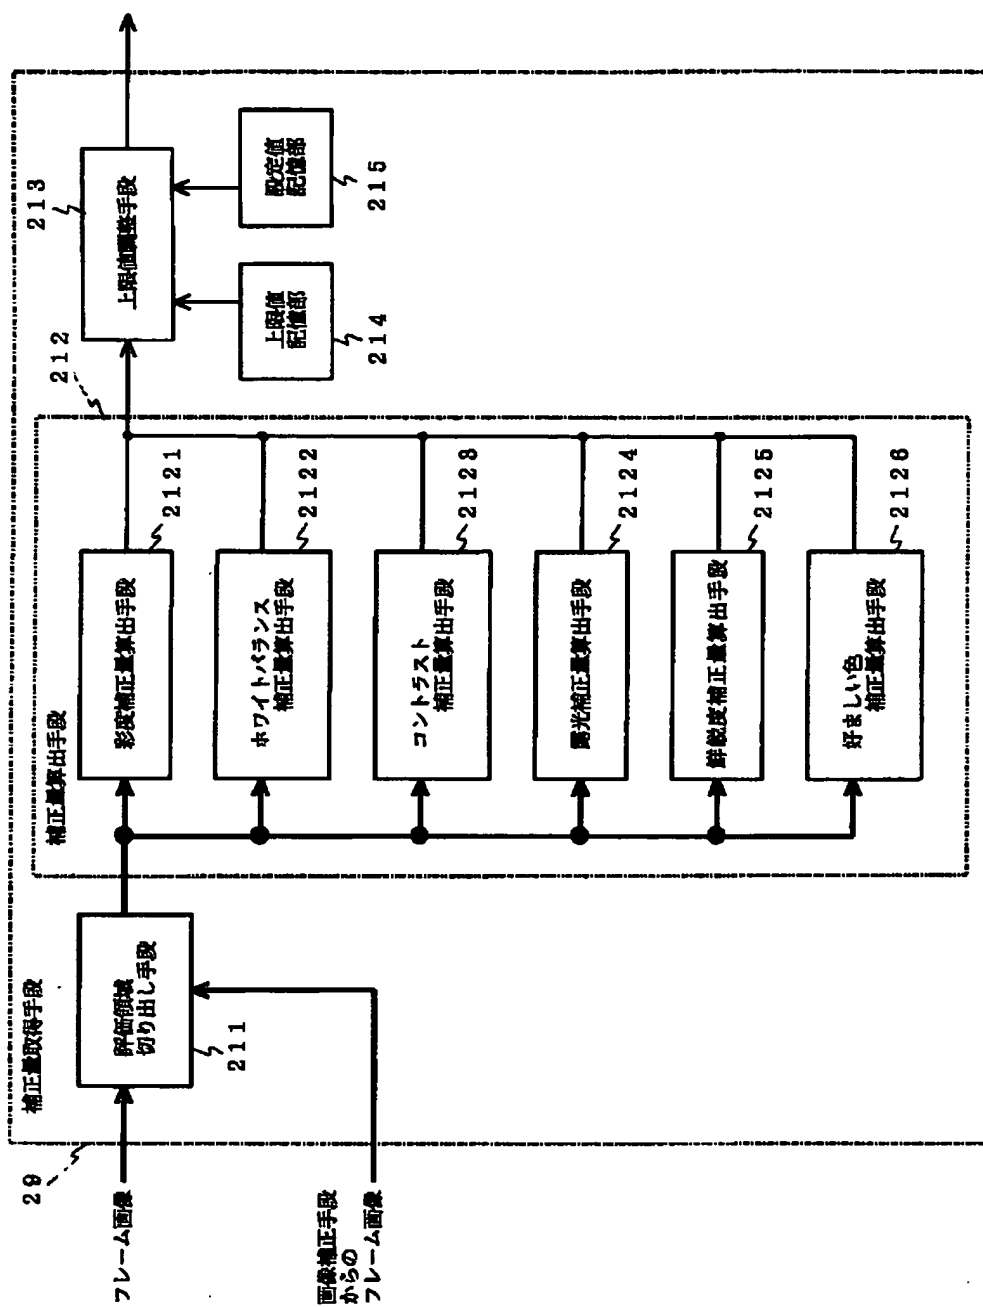 29
補正量取得手段
フレーム画像
画像補正手段
からの
フレーム画像
評価領域
切り出し手段
211
補正量算出手段
212
彩度補正量算出手段
2121
ホワイトバランス
補正量算出手段
2122
コントラスト
補正量算出手段
2123
露光補正量算出手段
2124
鮮鋭度補正量算出手段
2125
好ましい色
補正量算出手段
2126
上限値調整手段
213
上限値
記憶部
214
設定値
記憶部
215